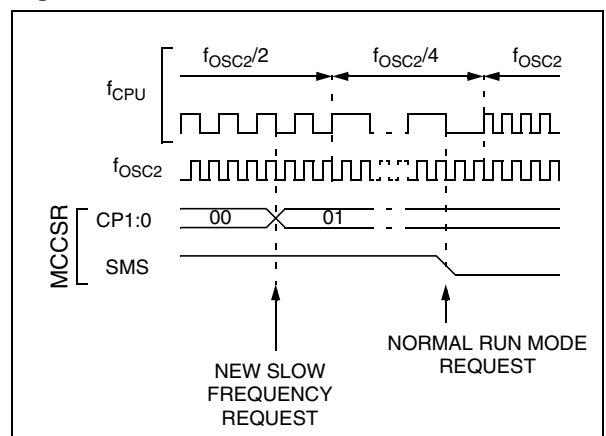 fOSC2/2 fOSC2/4 fOSC2
fCPU
fOSC2
MCCSR
CP1:0 00 01
SMS
NEW SLOW
FREQUENCY
REQUEST
NORMAL RUN MODE
REQUEST